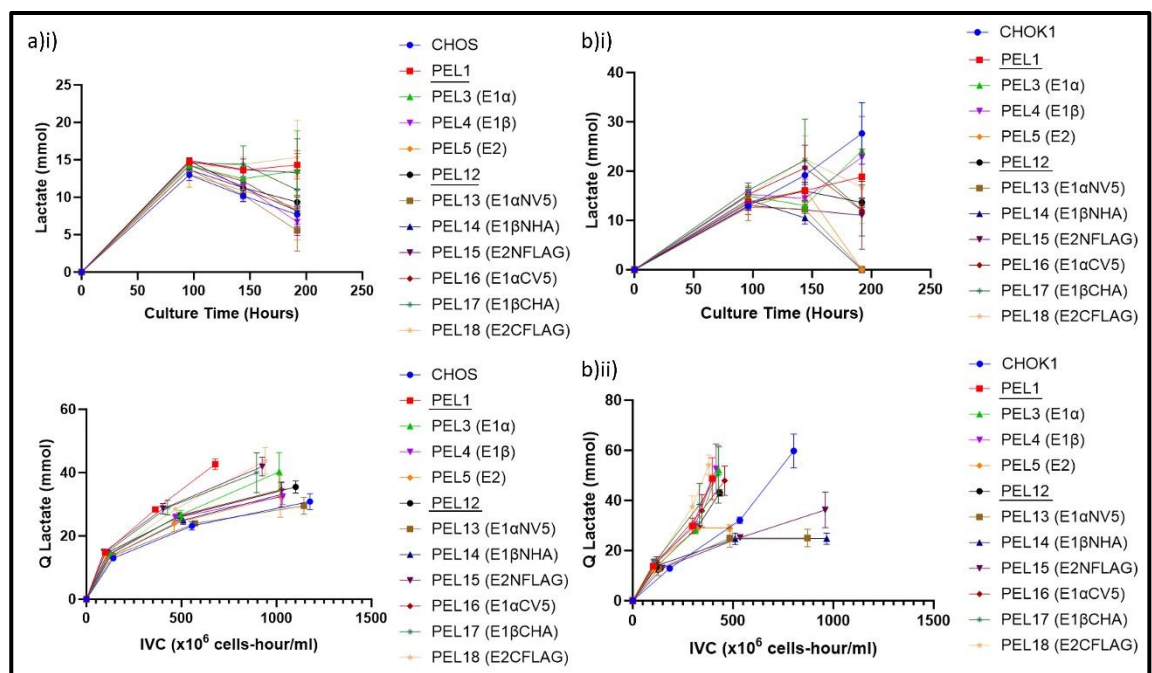 a)i)
Lactate (mmol)
25
20
15
10
5
0
0 50 100 150 200 250
Culture Time (Hours)
CHOS
PEL1
PEL3 (E1α)
PEL4 (E1β)
PEL5 (E2)
PEL12
PEL13 (E1αNV5)
PEL14 (E1βNHA)
PEL15 (E2NFLAG)
PEL16 (E1αCV5)
PEL17 (E1βCHA)
PEL18 (E2CFLAG)
b)i)
Lactate (mmol)
40
30
20
10
0
0 50 100 150 200 250
Culture Time (Hours)
CHOK1
PEL1
PEL3 (E1α)
PEL4 (E1β)
PEL5 (E2)
PEL12
PEL13 (E1αNV5)
PEL14 (E1βNHA)
PEL15 (E2NFLAG)
PEL16 (E1αCV5)
PEL17 (E1βCHA)
PEL18 (E2CFLAG)
Q Lactate (mmol)
60
40
20
0
0 500 1000 1500
IVC (x10⁶ cells-hour/ml)
CHOS
PEL1
PEL3 (E1α)
PEL4 (E1β)
PEL5 (E2)
PEL12
PEL13 (E1αNV5)
PEL14 (E1βNHA)
PEL15 (E2NFLAG)
PEL16 (E1αCV5)
PEL17 (E1βCHA)
PEL18 (E2CFLAG)
b)ii)
Q Lactate (mmol)
80
60
40
20
0
0 500 1000 1500
IVC (x10⁶ cells-hour/ml)
CHOK1
PEL1
PEL3 (E1α)
PEL4 (E1β)
PEL5 (E2)
PEL12
PEL13 (E1αNV5)
PEL14 (E1βNHA)
PEL15 (E2NFLAG)
PEL16 (E1αCV5)
PEL17 (E1βCHA)
PEL18 (E2CFLAG)